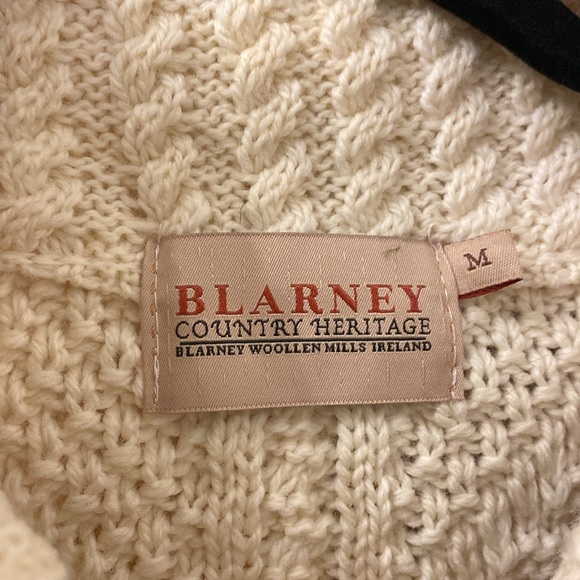 BLARNEY
COUNTRY HERITAGE
BLARNEY WOOLLEN MILLS IRELAND
M